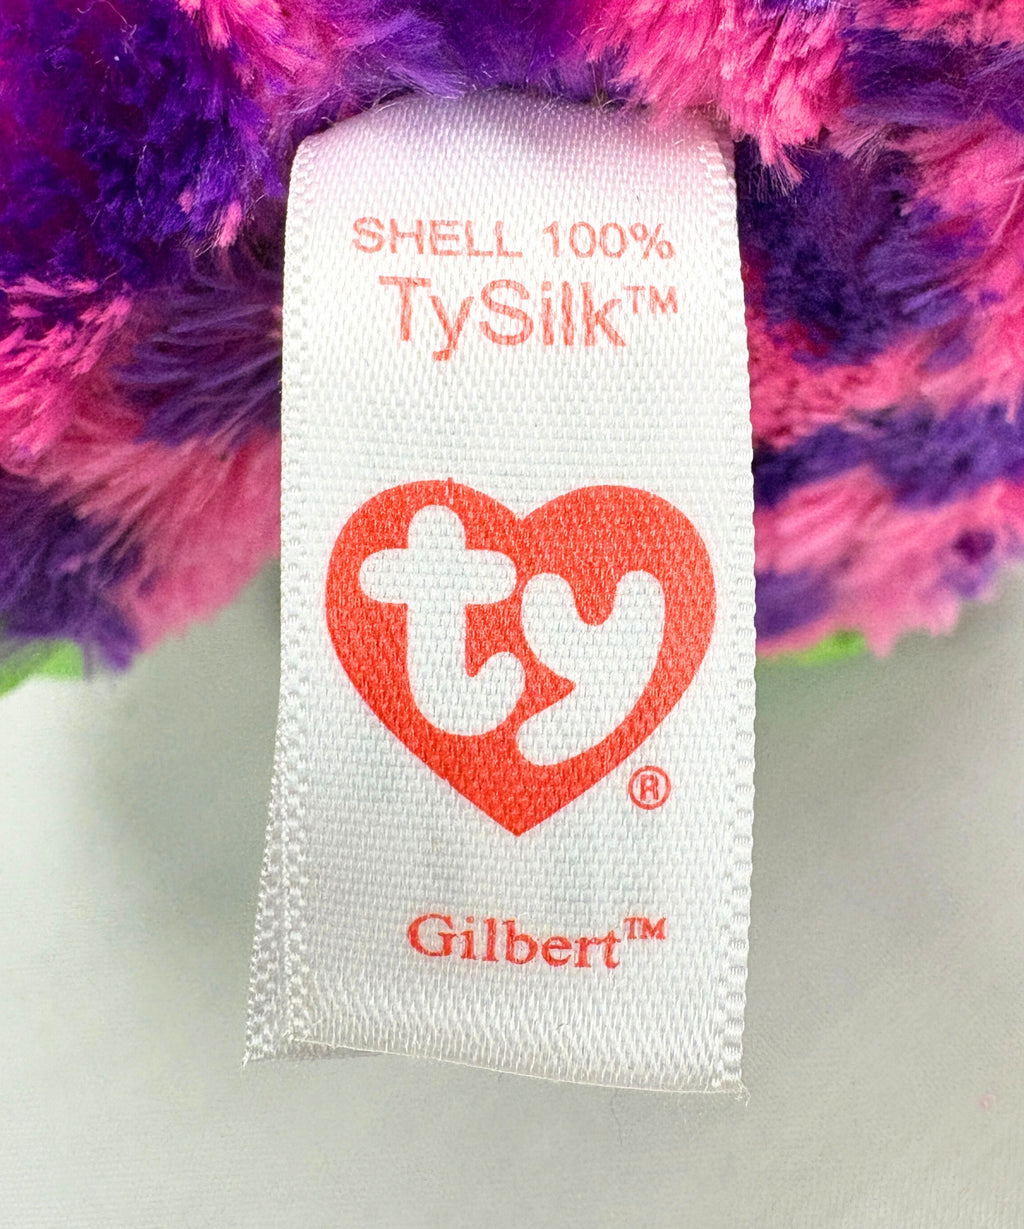 SHELL 100%
TySilk™
ty
®
Gilbert™